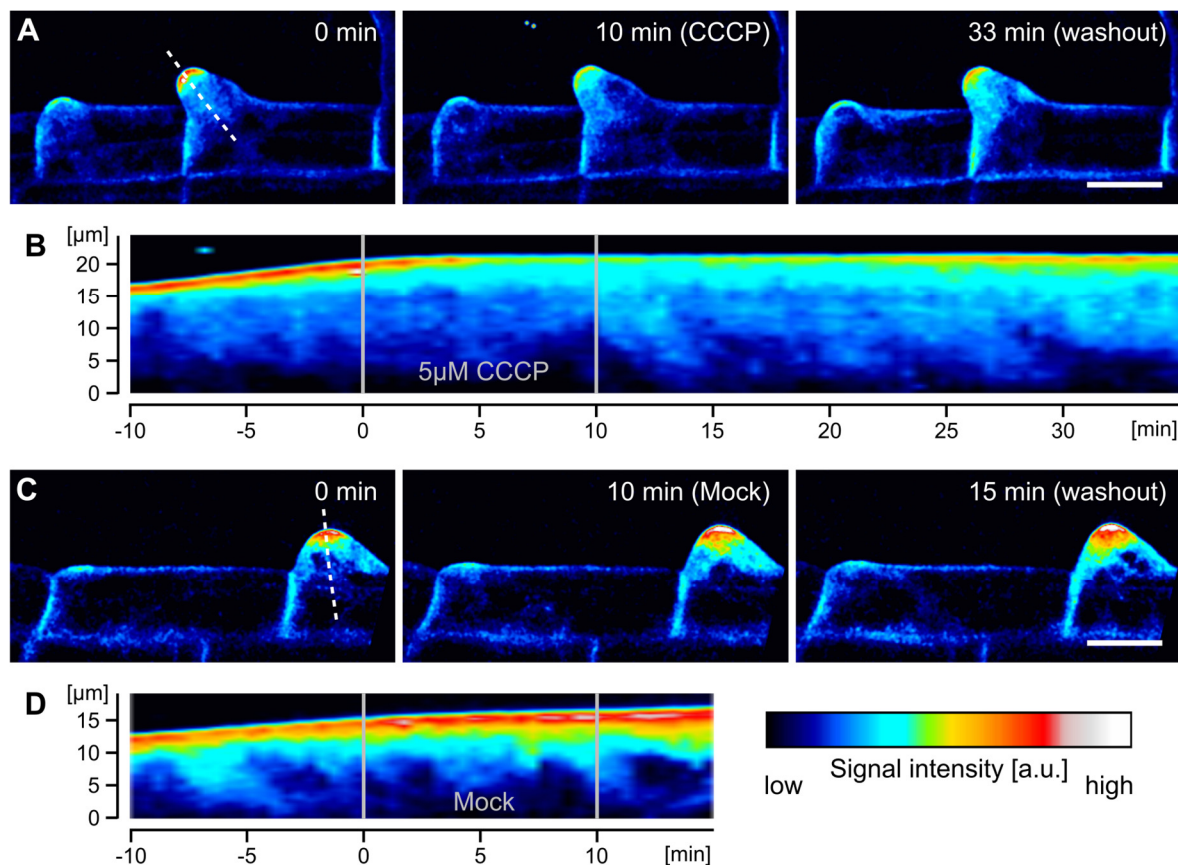 A
0 min
10 min (CCCP)
33 min (washout)
B
[µm]
20
15
10
5
0
5µM CCCP
-10
-5
0
5
10
15
20
25
30
[min]
C
0 min
10 min (Mock)
15 min (washout)
D
[µm]
15
10
5
0
Mock
-10
-5
0
5
10
[min]
low
Signal intensity [a.u.]
high